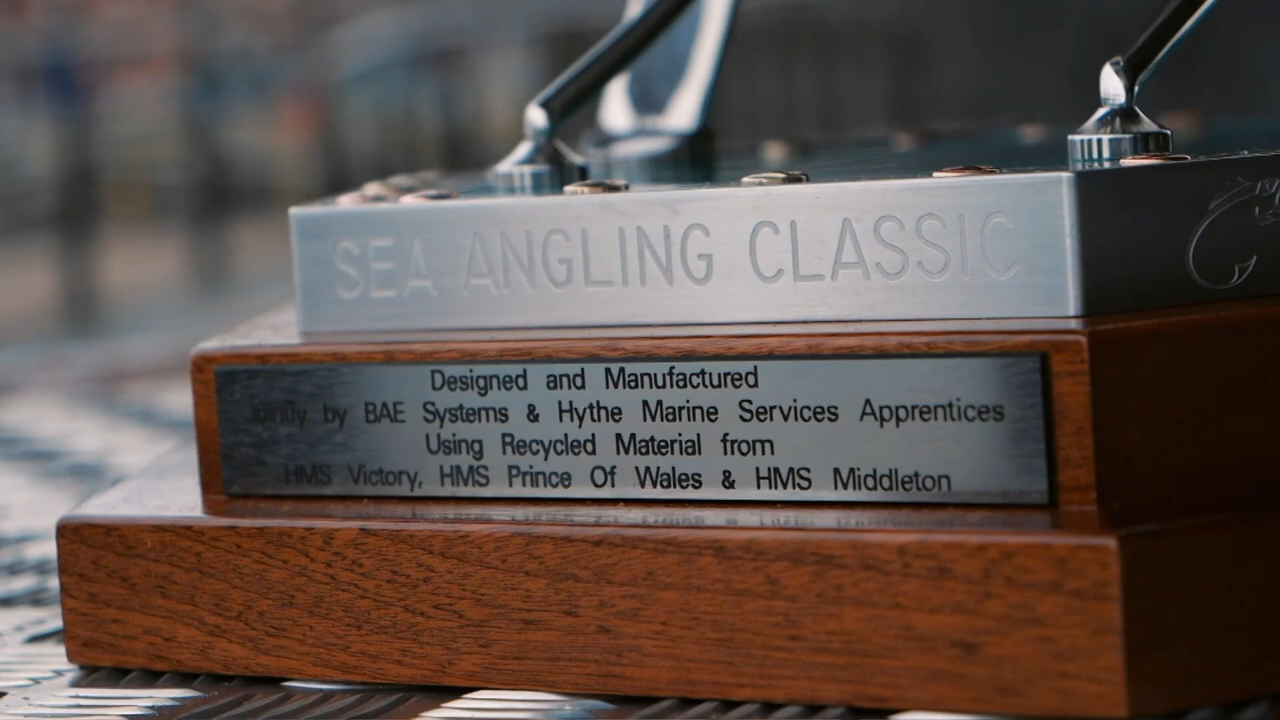 SEA ANGLING CLASSIC
Designed and Manufactured
Jointly by BAE Systems & Hythe Marine Services Apprentices
Using Recycled Material from
HMS Victory, HMS Prince Of Wales & HMS Middleton